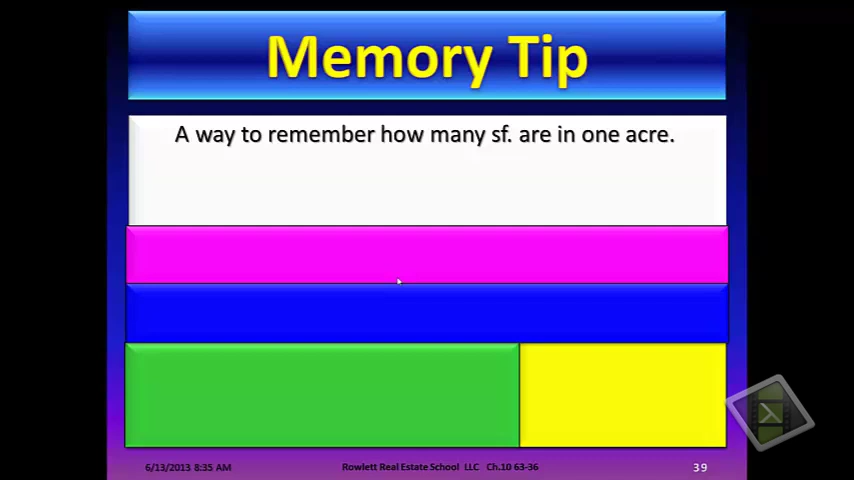 Memory Tip
A way to remember how many sf. are in one acre.
6/13/2013 8:35 AM
Rowlett Real Estate School LLC Ch.10 63-36
39